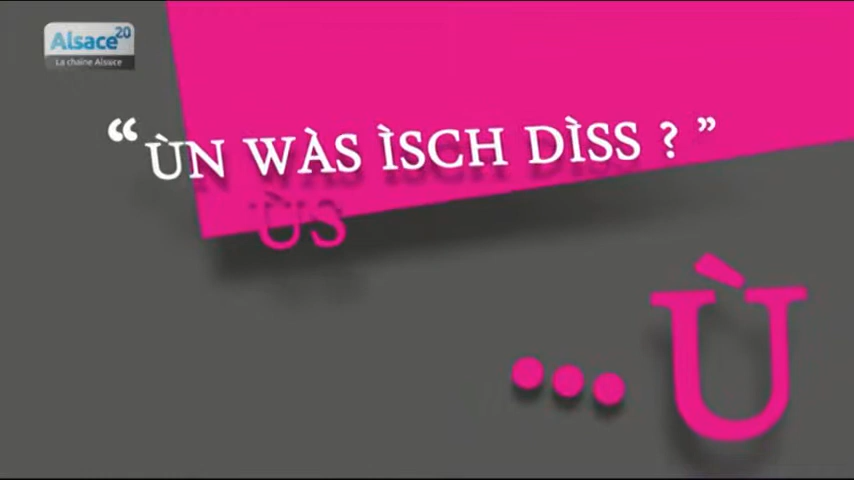 Alsace20
La chaîne Alsace
“ ÙN WÀS ÌSCH DÌSS ? ”
ÙS
...Ù